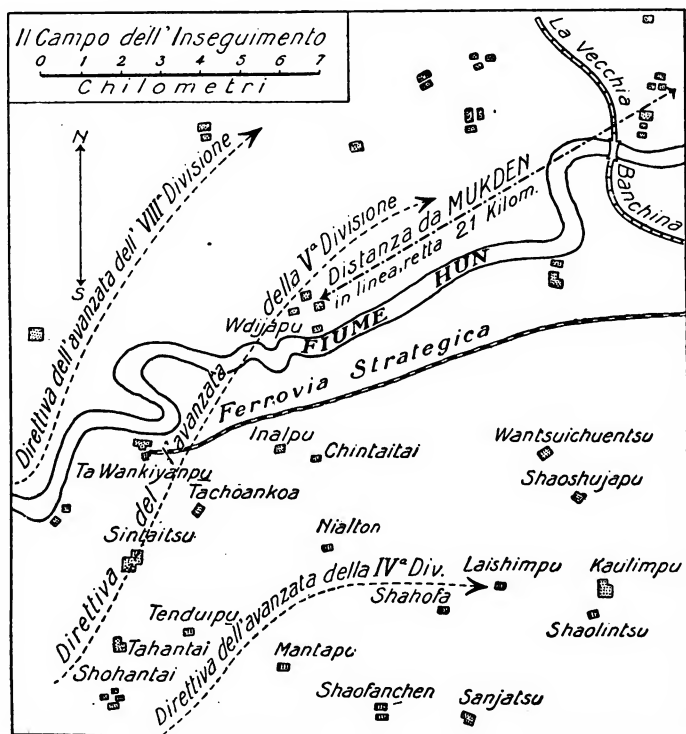 Il Campo dell'Inseguimento
0 1 2 3 4 5 6 7
Chilometri
La Vecchia
Banchina
N
S
Direttiva dell'avanzata dell'VIIIª Divisione
Direttiva del l'avanzata della Vª Divisione
Distanza da MUKDEN
in linea, retta 21 Kilom.
Wdijapu
FIUME HUN
Ferrovia Strategica
Inalpu
Chintaitai
Wantsuichuentsu
Ta Wankiyanpu
Tachoankoa
Shaoshujapu
Sintaitsu
Nialton
Direttiva dell'avanzata della IVª Div.
Laishimpu
Kaulimpu
Shahofa
Tenduipu
Shaolintsu
Tahantai
Mantapu
Shohantai
Shaofanchen
Sanjatsu